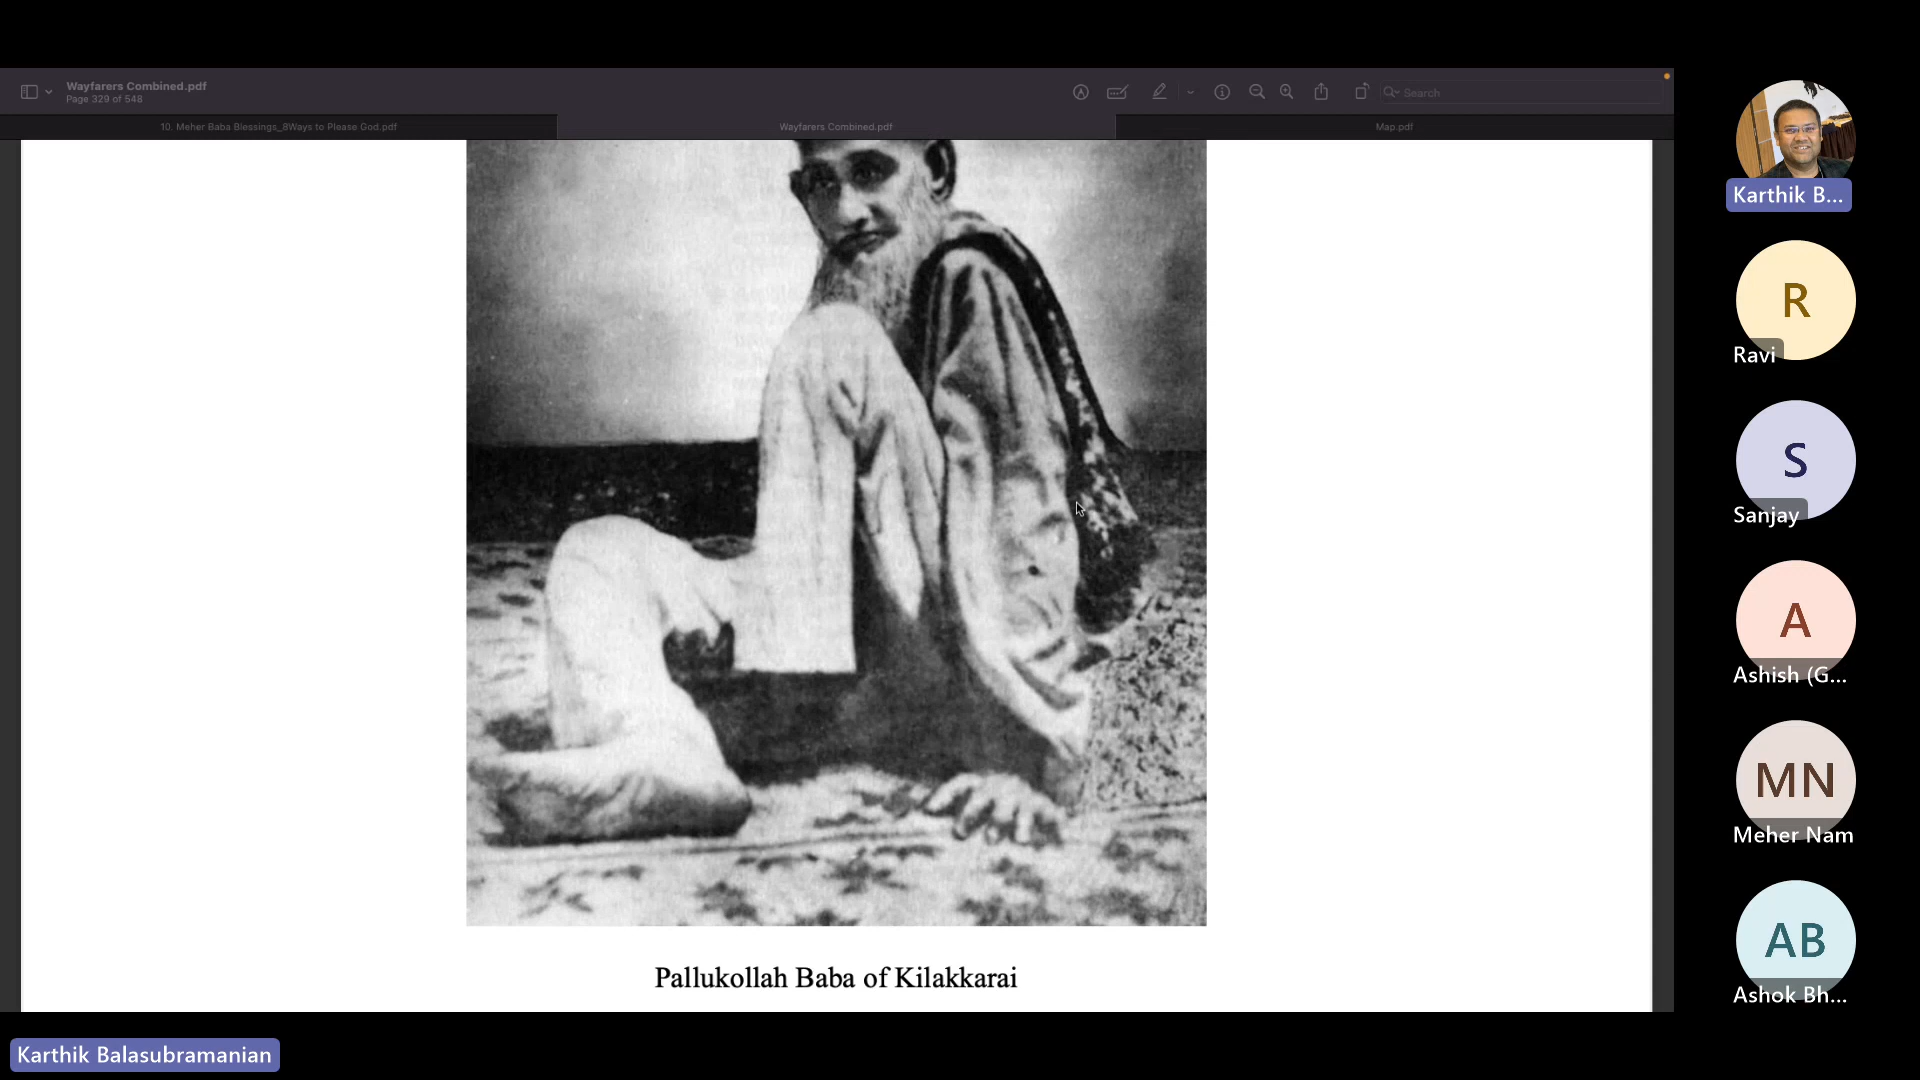 Wayfarers Combined.pdf
Page 329 of 548
Search
10. Meher Baba Blessings_8Ways to Please God.pdf
Wayfarers Combined.pdf
Map.pdf
Pallukollah Baba of Kilakkarai
Karthik B...
R
Ravi
S
Sanjay
A
Ashish (G...
MN
Meher Nam
AB
Ashok Bh...
Karthik Balasubramanian